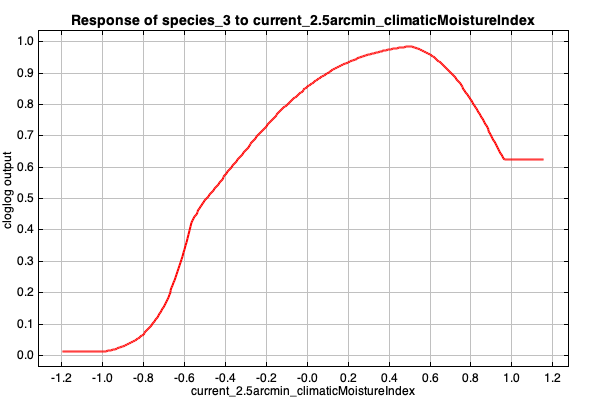 Response of species_3 to current_2.5arcmin_climaticMoistureIndex
1.0
0.9
0.8
0.7
0.6
0.5
0.4
0.3
0.2
0.1
0.0
cloglog output
-1.2 -1.0 -0.8 -0.6 -0.4 -0.2 -0.0 0.2 0.4 0.6 0.8 1.0 1.2
current_2.5arcmin_climaticMoistureIndex